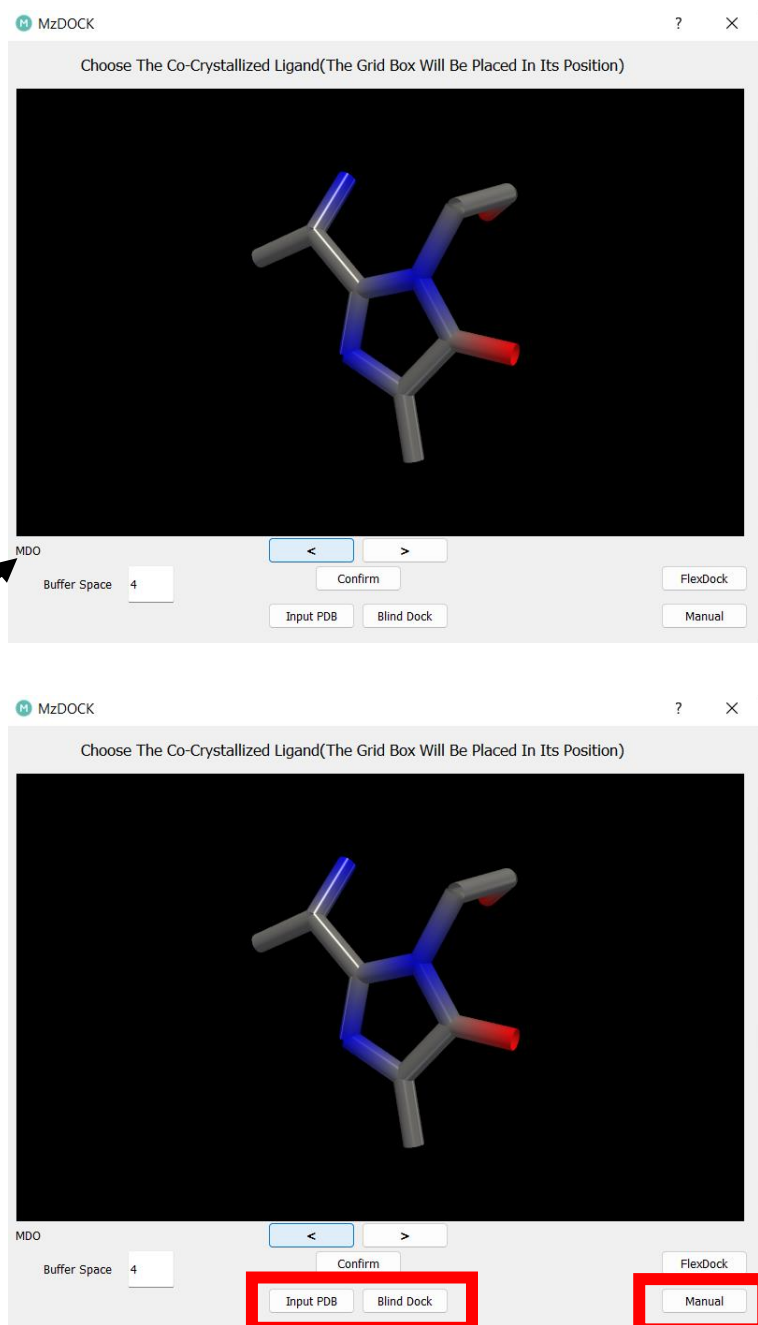 M MzDOCK ? ×
Choose The Co-Crystallized Ligand(The Grid Box Will Be Placed In Its Position)
MDO < >
Buffer Space 4 Confirm FlexDock
Input PDB Blind Dock Manual
M MzDOCK ? ×
Choose The Co-Crystallized Ligand(The Grid Box Will Be Placed In Its Position)
MDO < >
Buffer Space 4 Confirm FlexDock
Input PDB Blind Dock Manual